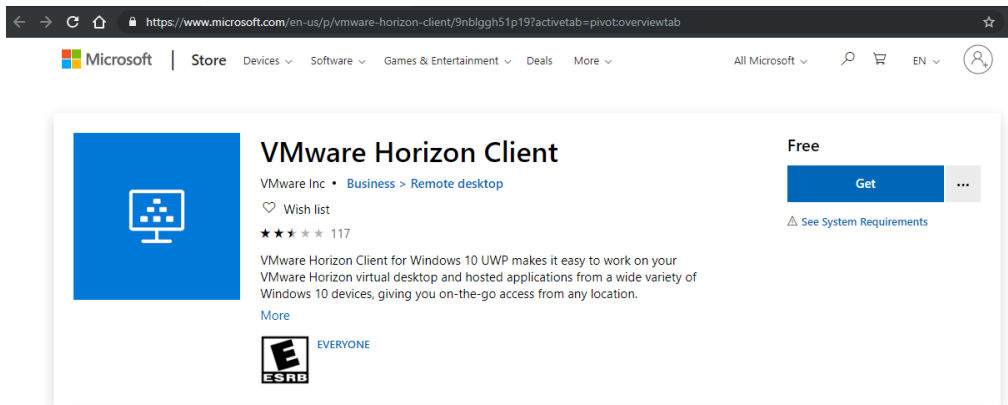 https://www.microsoft.com/en-us/p/vmware-horizon-client/9nblggh51p19?activetab=pivot:overviewtab
Microsoft Store Devices Software Games & Entertainment Deals More All Microsoft EN
VMware Horizon Client
VMware Inc • Business > Remote desktop
Wish list
117
VMware Horizon Client for Windows 10 UWP makes it easy to work on your
VMware Horizon virtual desktop and hosted applications from a wide variety of
Windows 10 devices, giving you on-the-go access from any location.
More
E
ESRB
EVERYONE
Free
Get
...
See System Requirements